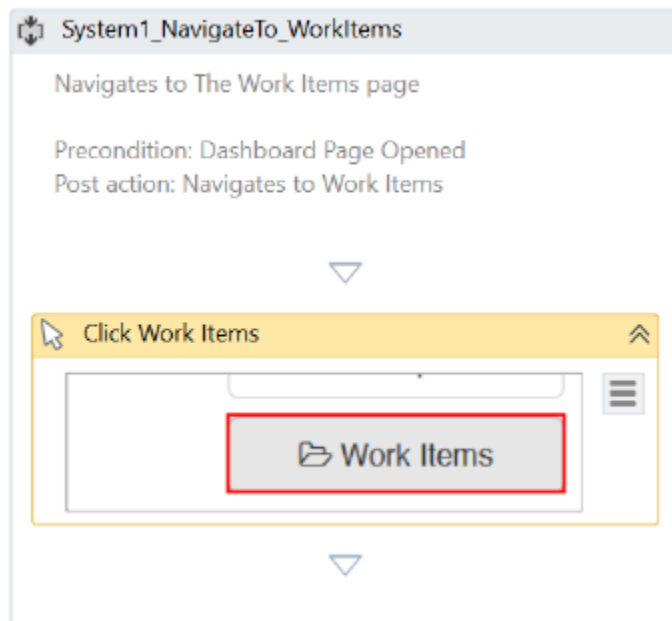 System1_NavigateTo_WorkItems
Navigates to The Work Items page
Precondition: Dashboard Page Opened
Post action: Navigates to Work Items
Click Work Items
Work Items